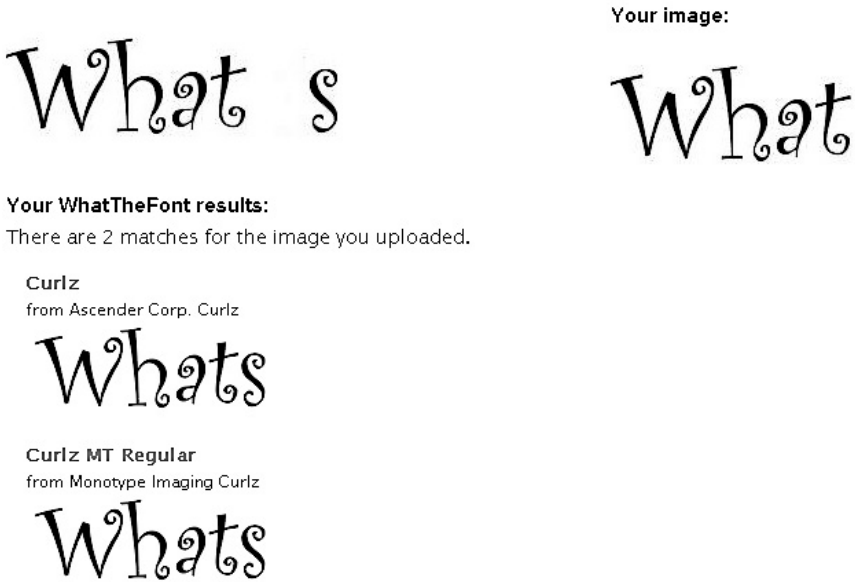 Your image:
What s
What
Your WhatTheFont results:
There are 2 matches for the image you uploaded.
Curlz
from Ascender Corp. Curlz
Whats
Curlz MT Regular
from Monotype Imaging Curlz
Whats